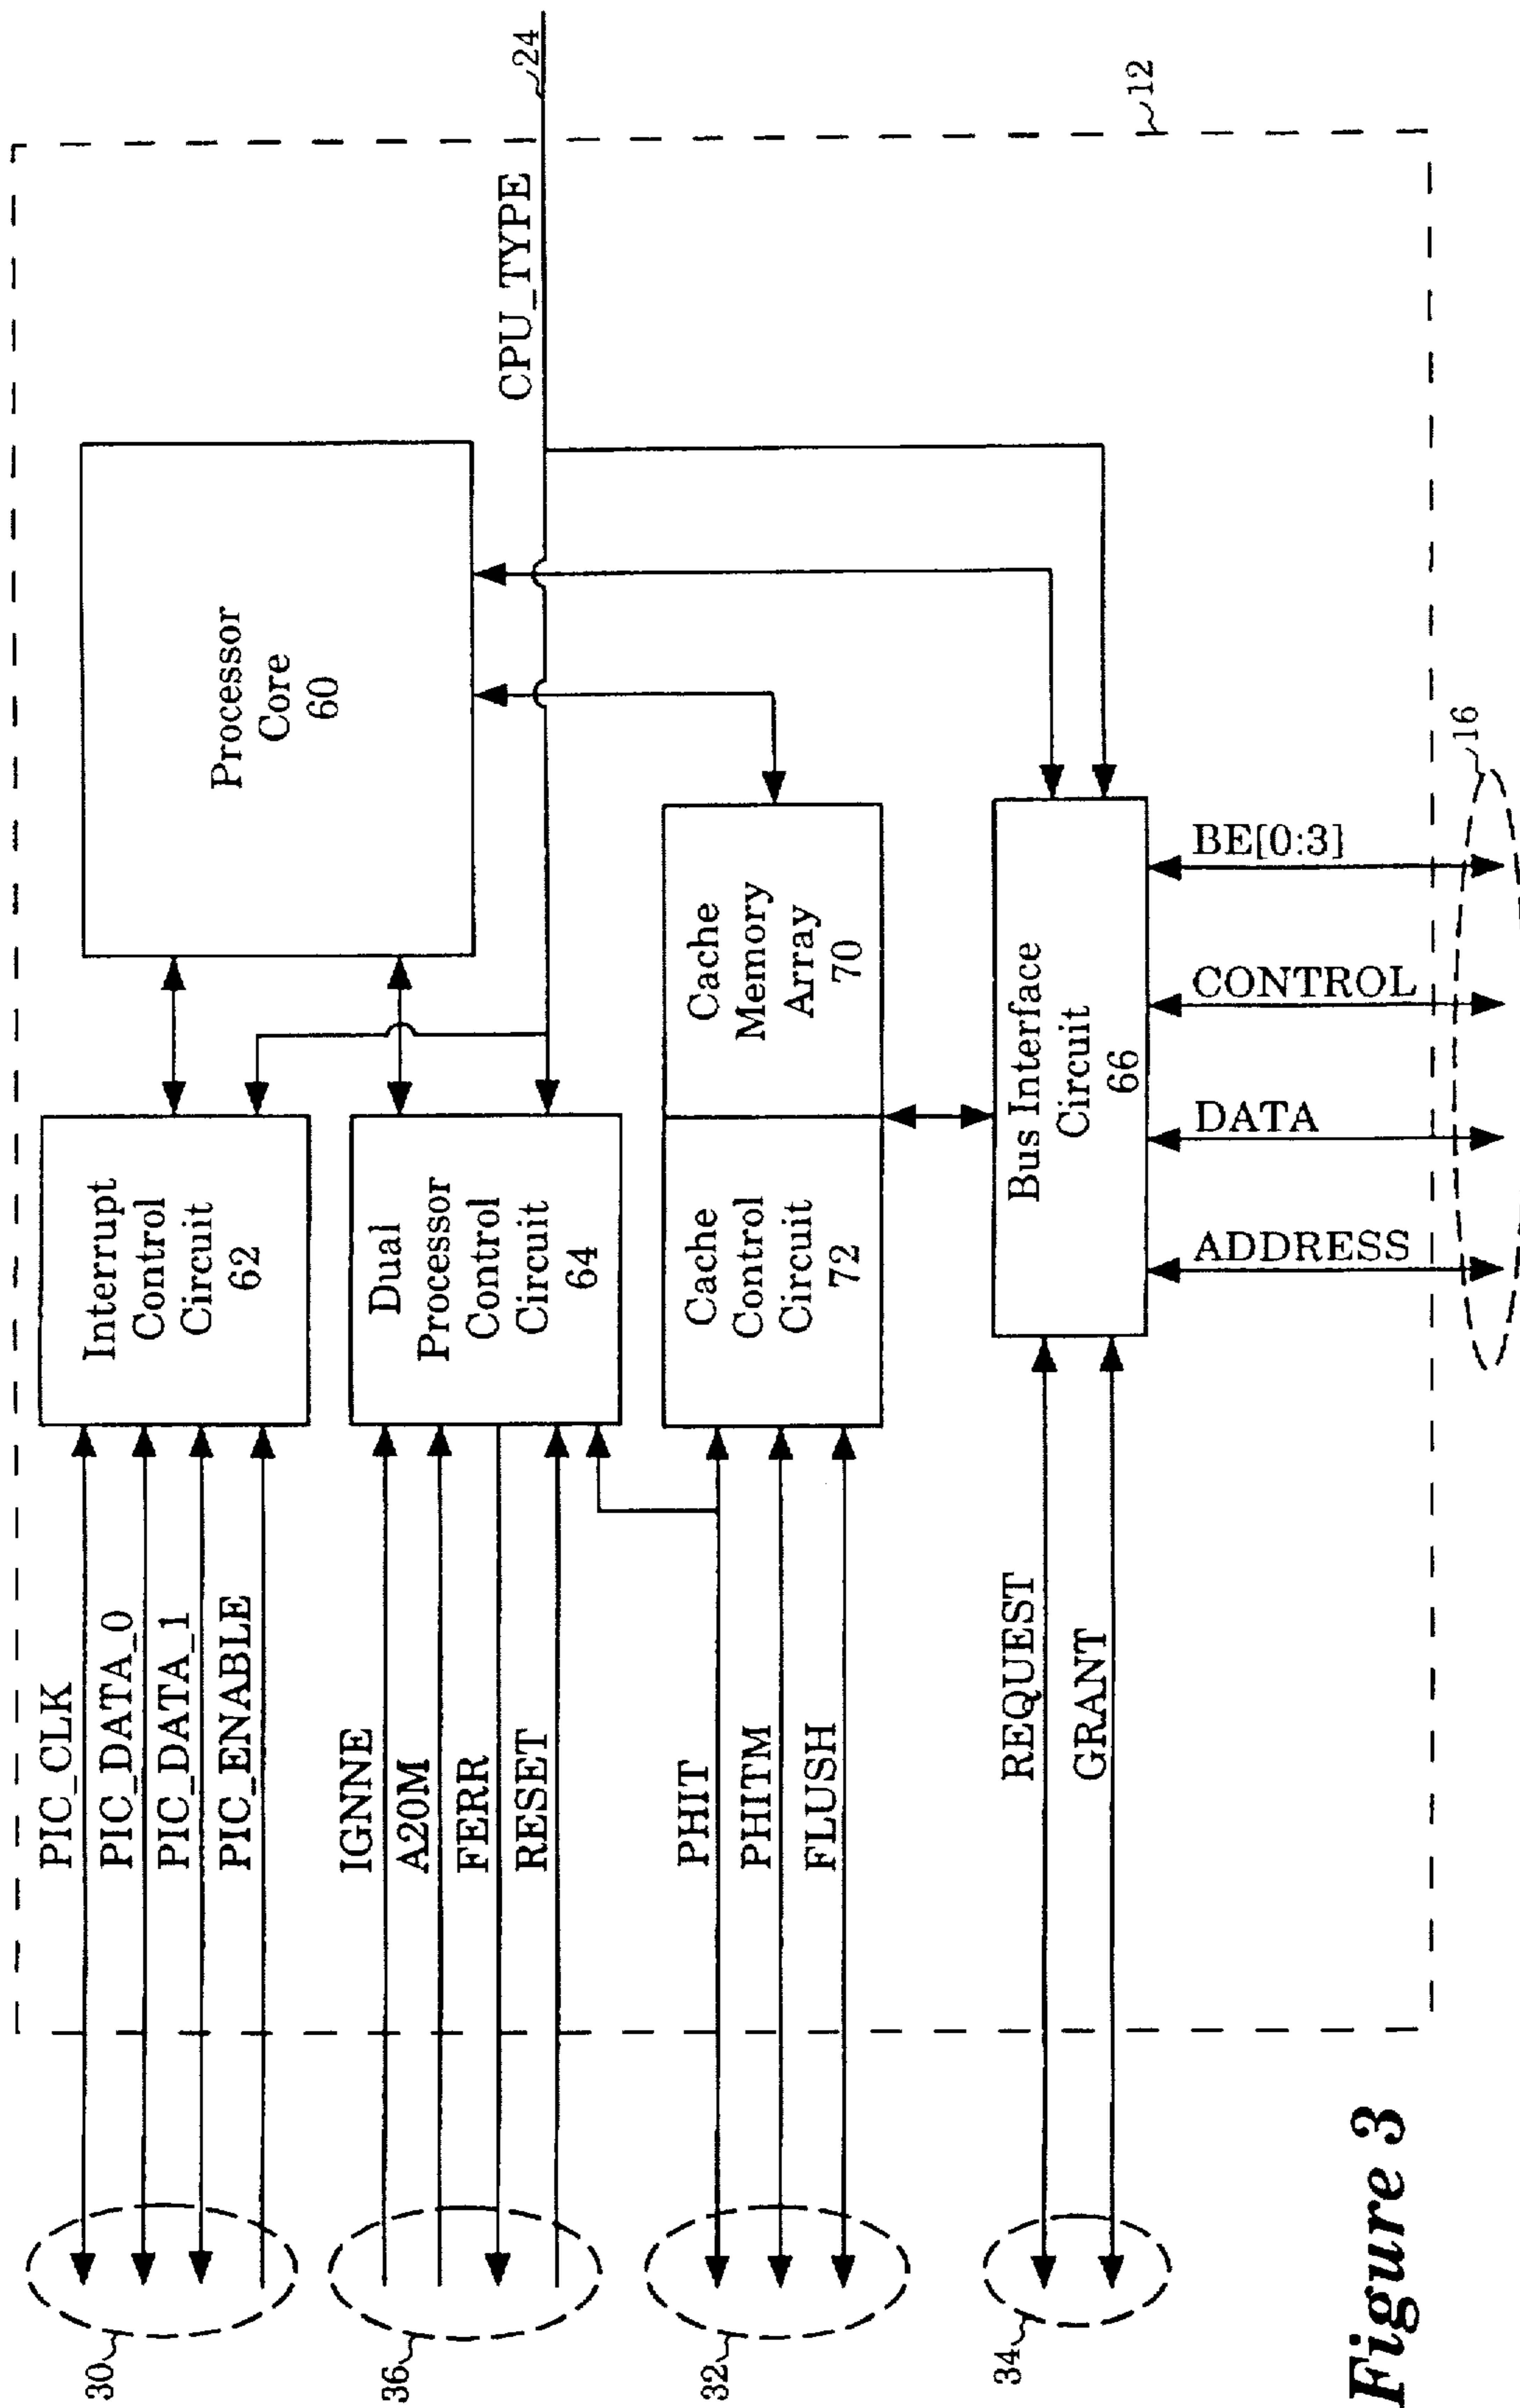 30
PIC_CLK
PIC_DATA_0
PIC_DATA_1
PIC_ENABLE
Interrupt
Control
Circuit
62
36
IGNNE
A20M
FERR
RESET
Dual
Processor
Control
Circuit
64
Processor
Core
60
CPU_TYPE
24
32
PHIT
PHITM
FLUSH
Cache
Control
Circuit
72
Cache
Memory
Array
70
34
REQUEST
GRANT
Bus Interface
Circuit
66
12
ADDRESS
DATA
CONTROL
BE[0:3]
16
Figure 3